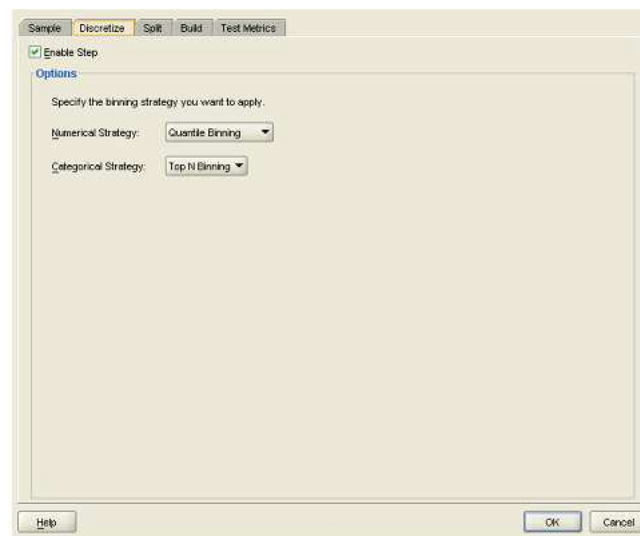 Sample Discretize Split Build Test Metrics
Enable Step
Options
Specify the binning strategy you want to apply.
Numerical Strategy: Quantile Binning
Categorical Strategy: Top N Binning
Help OK Cancel